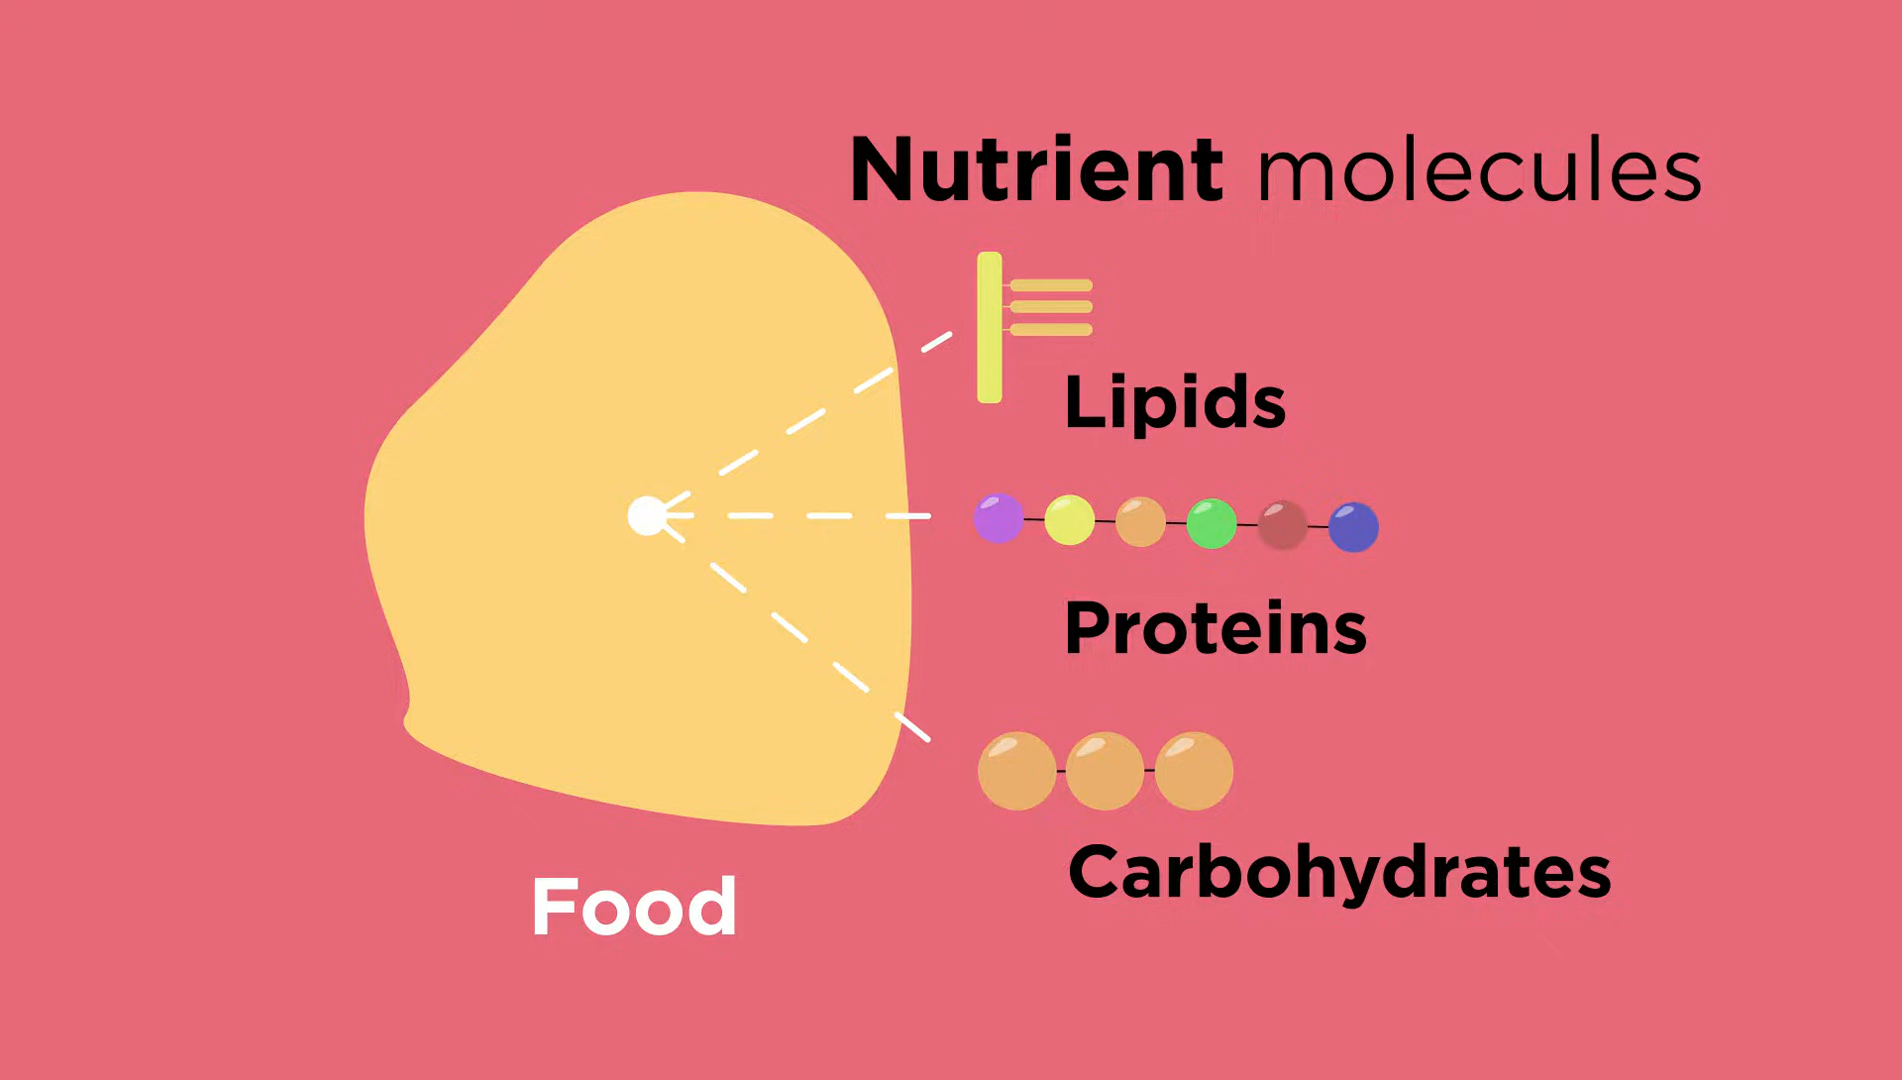 Nutrient molecules
Lipids
Proteins
Carbohydrates
Food